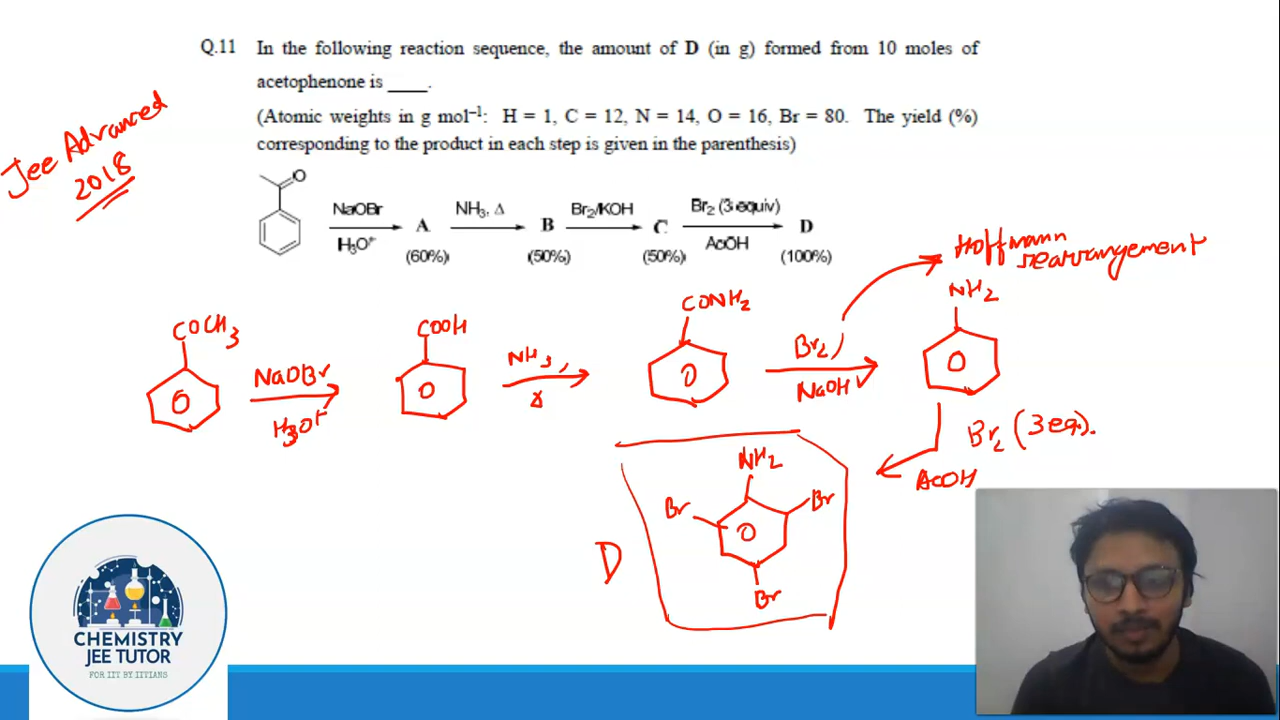 Q.11 In the following reaction sequence, the amount of D (in g) formed from 10 moles of
acetophenone is ____.
(Atomic weights in g mol⁻¹: H = 1, C = 12, N = 14, O = 16, Br = 80. The yield (%)
corresponding to the product in each step is given in the parenthesis)
Jee Advanced
2018
O
NaOBr
H₃O⁺
A
(60%)
NH₃, Δ
B
(50%)
Br₂/KOH
C
(50%)
Br₂ (3 equiv)
AcOH
D
(100%)
Hoffmann
rearrangement
COCH₃
NaOBr
H₃O⁺
COOH
NH₃,
Δ
CONH₂
Br₂,
NaOH
NH₂
Br₂ (3 eq).
AcOH
D
NH₂
Br
Br
Br
CHEMISTRY
JEE TUTOR
FOR IIT BY IITIANS